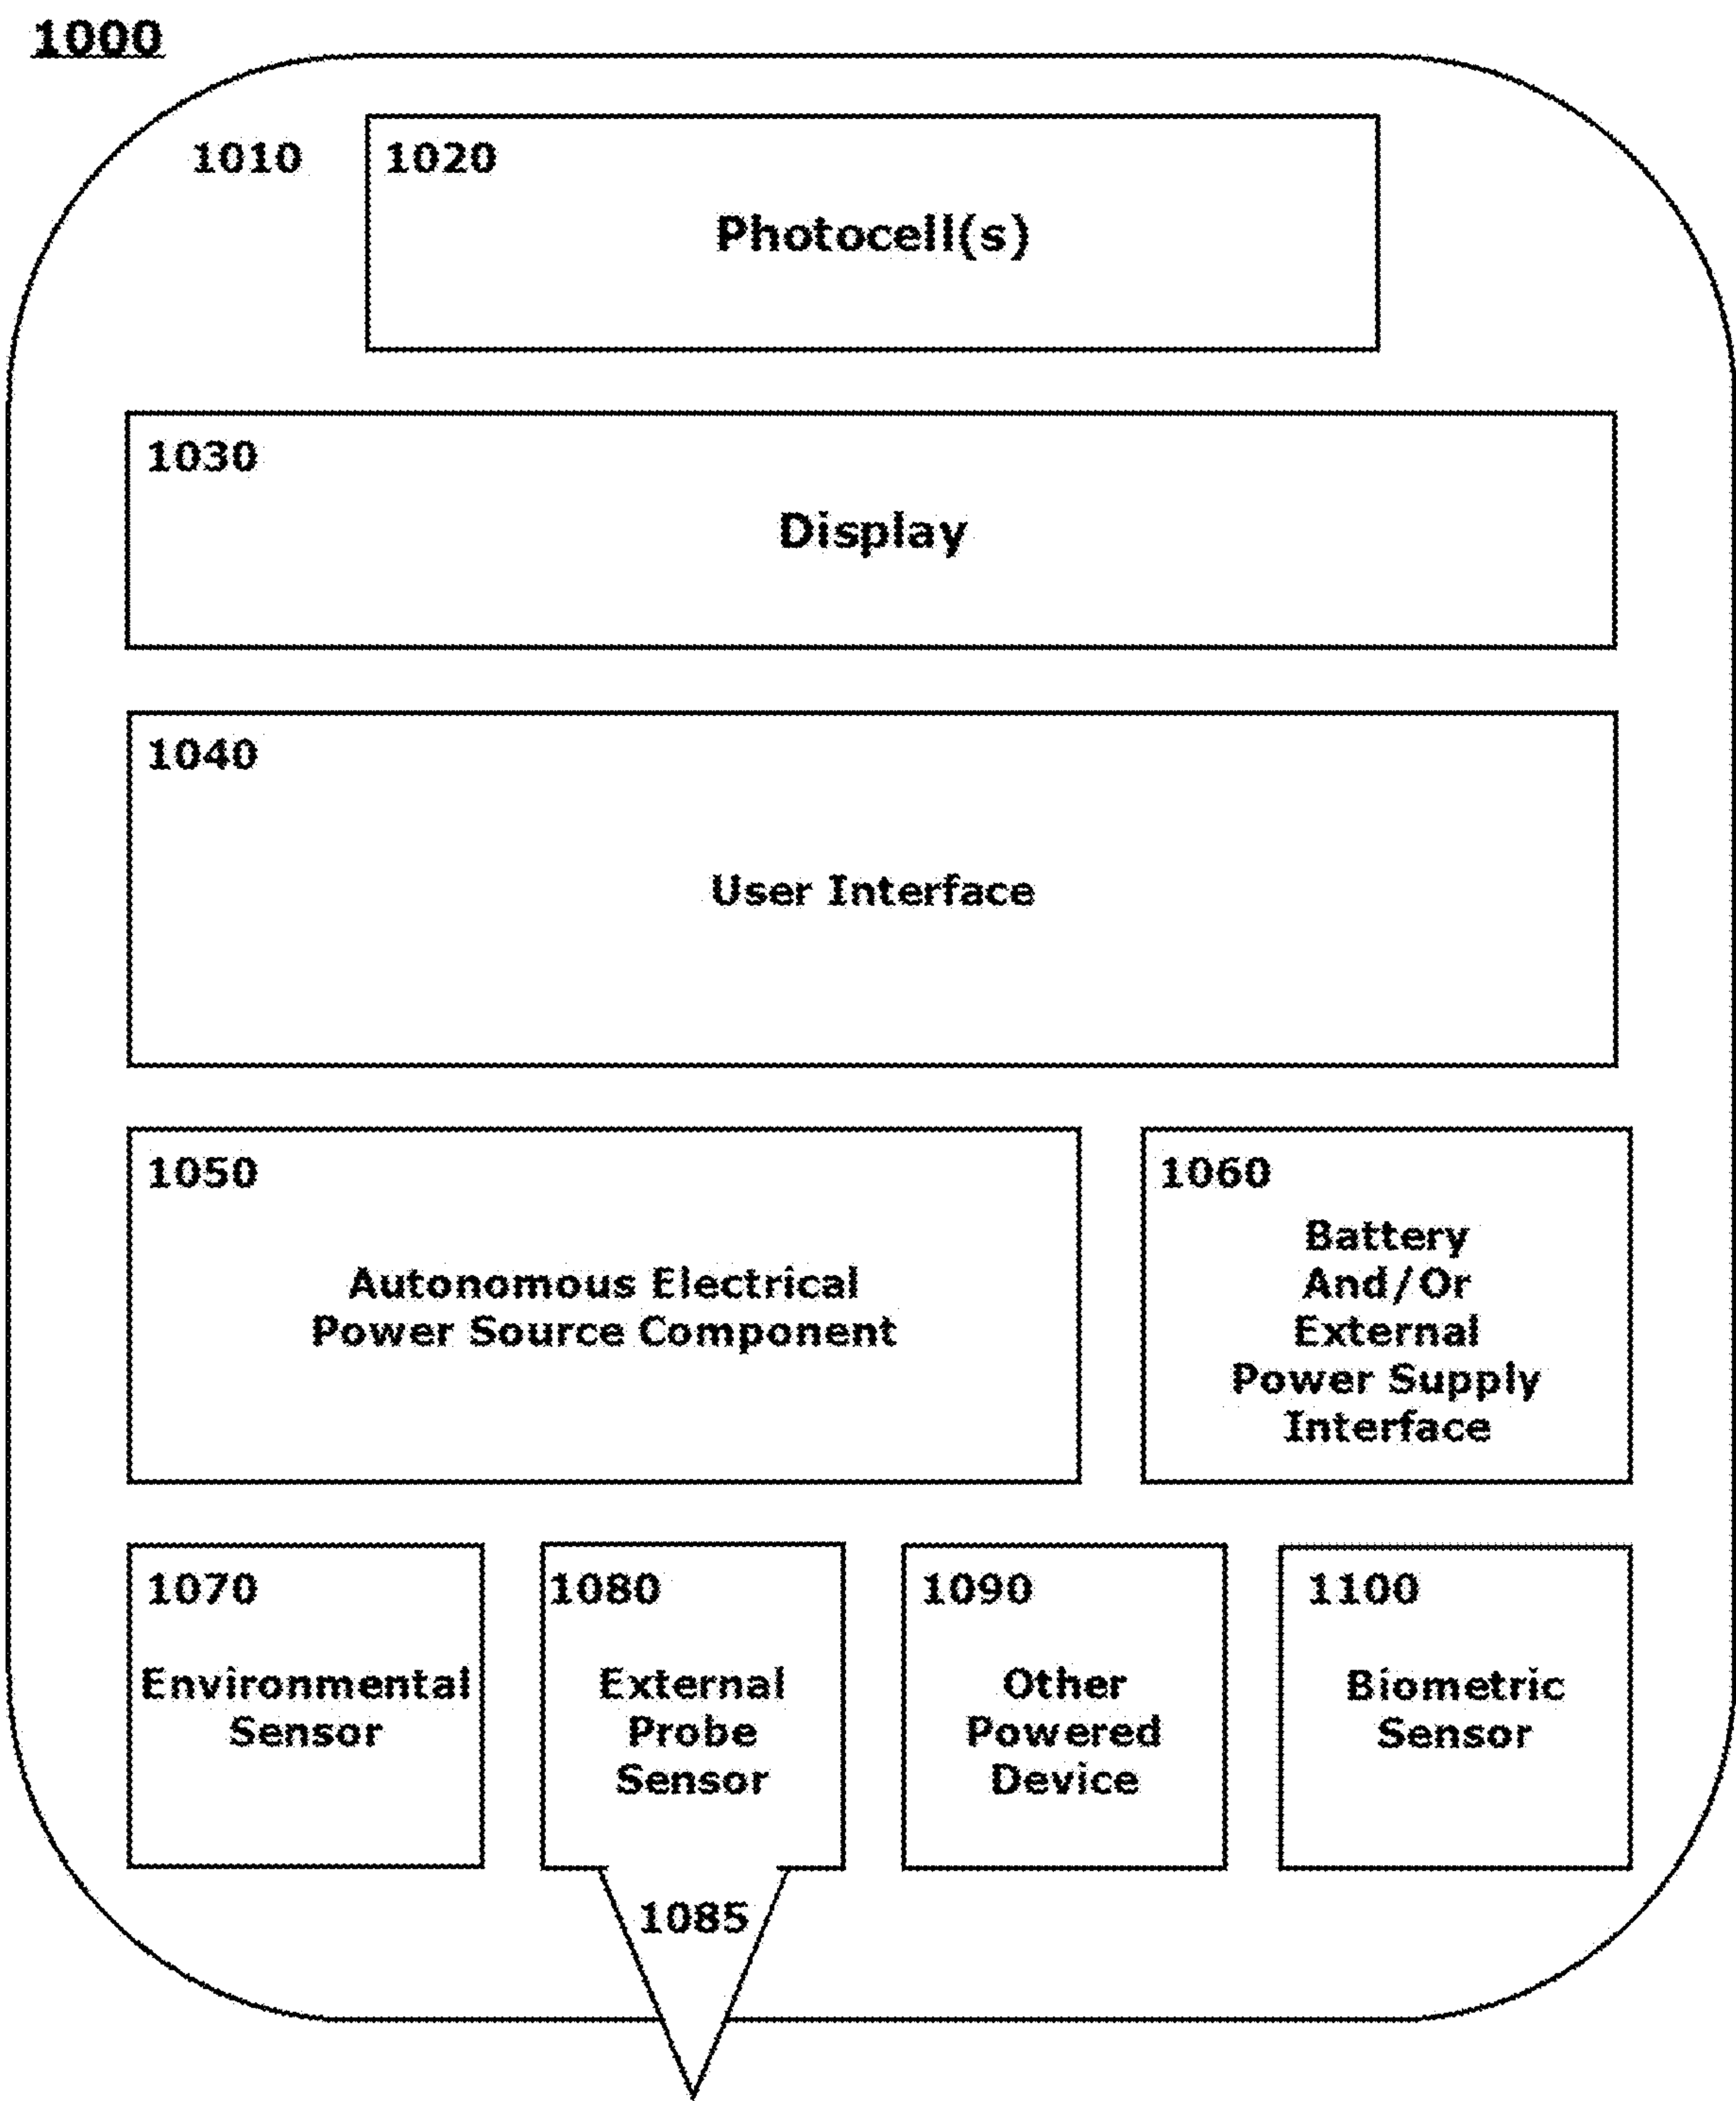 1000
1010
1020
Photocell(s)
1030
Display
1040
User Interface
1050
Autonomous Electrical
Power Source Component
1060
Battery
And/Or
External
Power Supply
Interface
1070
Environmental
Sensor
1080
External
Probe
Sensor
1085
1090
Other
Powered
Device
1100
Biometric
Sensor